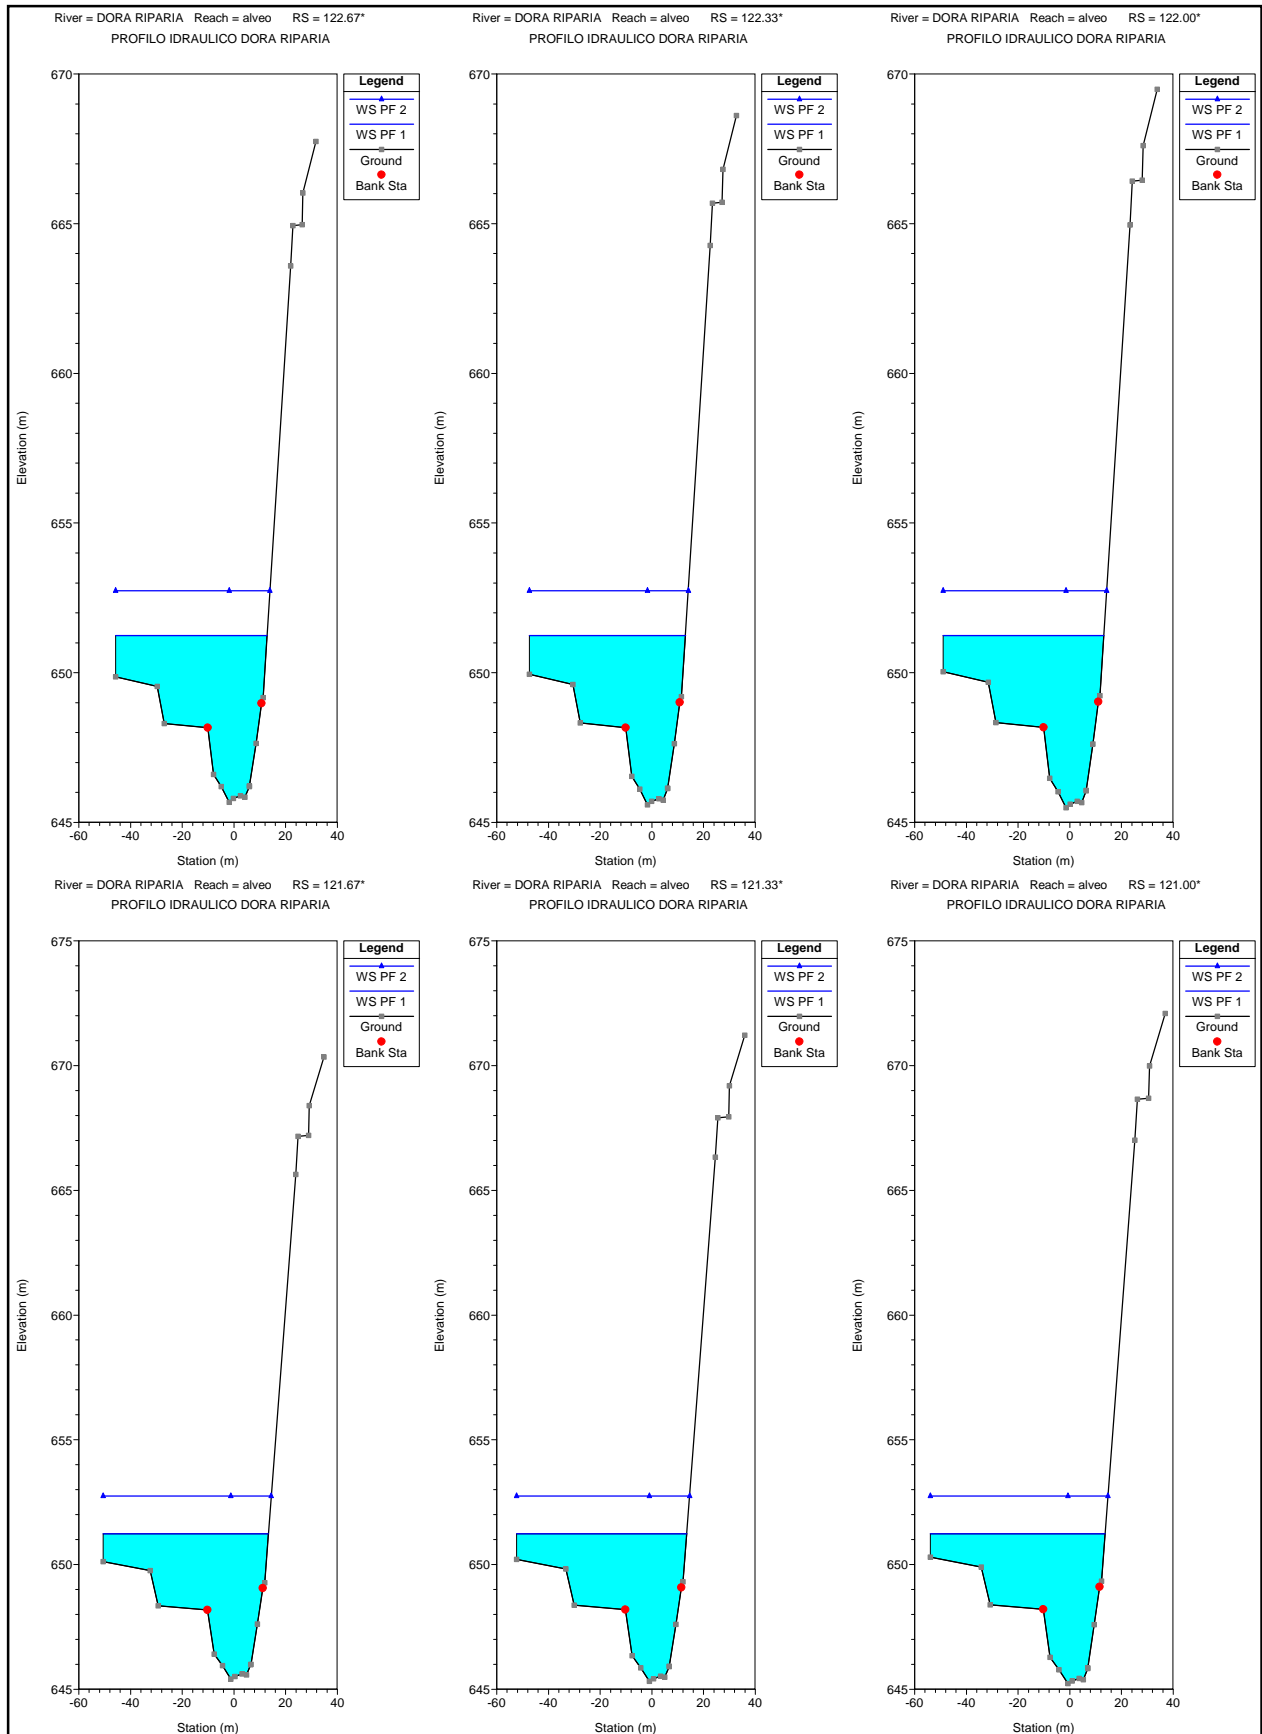 River = DORA RIPARIA Reach = alveo RS = 122.67*
PROFILO IDRAULICO DORA RIPARIA
670
665
660
655
650
645
Elevation (m)
-60 -40 -20 0 20 40
Station (m)
Legend
WS PF 2
WS PF 1
Ground
Bank Sta
River = DORA RIPARIA Reach = alveo RS = 122.33*
PROFILO IDRAULICO DORA RIPARIA
670
665
660
655
650
645
Elevation (m)
-60 -40 -20 0 20 40
Station (m)
Legend
WS PF 2
WS PF 1
Ground
Bank Sta
River = DORA RIPARIA Reach = alveo RS = 122.00*
PROFILO IDRAULICO DORA RIPARIA
670
665
660
655
650
645
Elevation (m)
-60 -40 -20 0 20 40
Station (m)
Legend
WS PF 2
WS PF 1
Ground
Bank Sta
River = DORA RIPARIA Reach = alveo RS = 121.67*
PROFILO IDRAULICO DORA RIPARIA
675
670
665
660
655
650
645
Elevation (m)
-60 -40 -20 0 20 40
Station (m)
Legend
WS PF 2
WS PF 1
Ground
Bank Sta
River = DORA RIPARIA Reach = alveo RS = 121.33*
PROFILO IDRAULICO DORA RIPARIA
675
670
665
660
655
650
645
Elevation (m)
-60 -40 -20 0 20 40
Station (m)
Legend
WS PF 2
WS PF 1
Ground
Bank Sta
River = DORA RIPARIA Reach = alveo RS = 121.00*
PROFILO IDRAULICO DORA RIPARIA
675
670
665
660
655
650
645
Elevation (m)
-60 -40 -20 0 20 40
Station (m)
Legend
WS PF 2
WS PF 1
Ground
Bank Sta